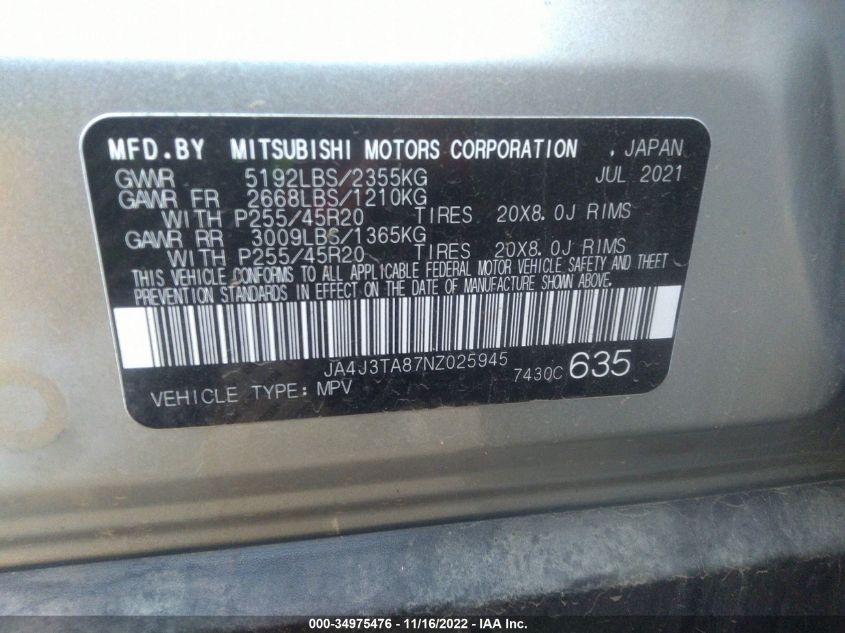 MFD.BY MITSUBISHI MOTORS CORPORATION , JAPAN
GVWR 5192LBS/2355KG JUL 2021
GAWR FR 2668LBS/1210KG
WITH P255/45R20 TIRES 20X8.0J RIMS
GAWR RR 3009LBS/1365KG
WITH P255/45R20 TIRES 20X8.0J RIMS
THIS VEHICLE CONFORMS TO ALL APPLICABLE FEDERAL MOTOR VEHICLE SAFETY AND THEFT
PREVENTION STANDARDS IN EFFECT ON THE DATE OF MANUFACTURE SHOWN ABOVE.
JA4J3TA87NZ025945
7430C 635
VEHICLE TYPE: MPV
000-34975476 - 11/16/2022 - IAAI.com